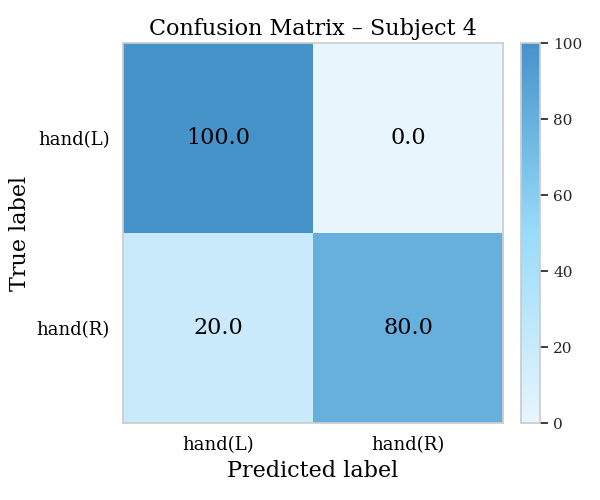 Confusion Matrix – Subject 4
True label
hand(L)
hand(R)
100.0
0.0
20.0
80.0
hand(L)
hand(R)
Predicted label
100
80
60
40
20
0